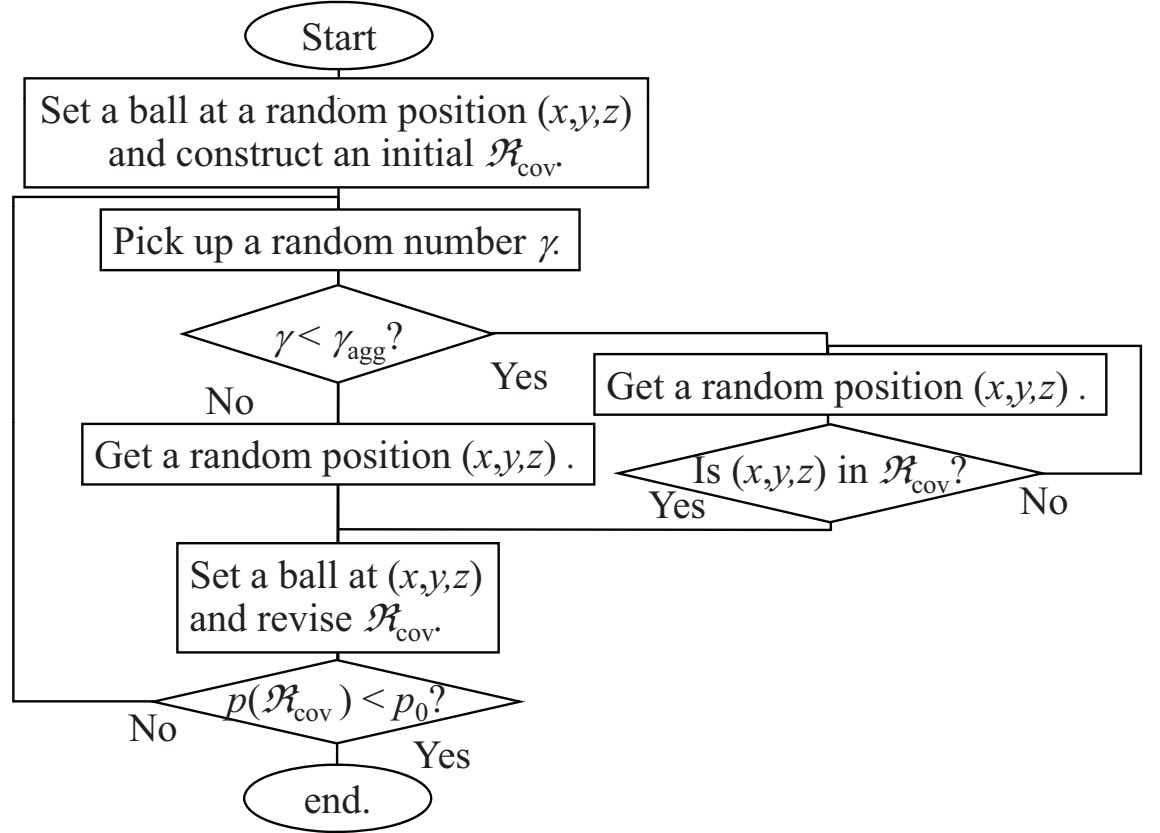 Start
Set a ball at a random position (x,y,z)
and construct an initial ℜcov.
Pick up a random number γ.
γ < γagg?
Yes
No
Get a random position (x,y,z) .
Get a random position (x,y,z) .
Is (x,y,z) in ℜcov?
Yes
No
Set a ball at (x,y,z)
and revise ℜcov.
p(ℜcov ) < p0?
No
Yes
end.